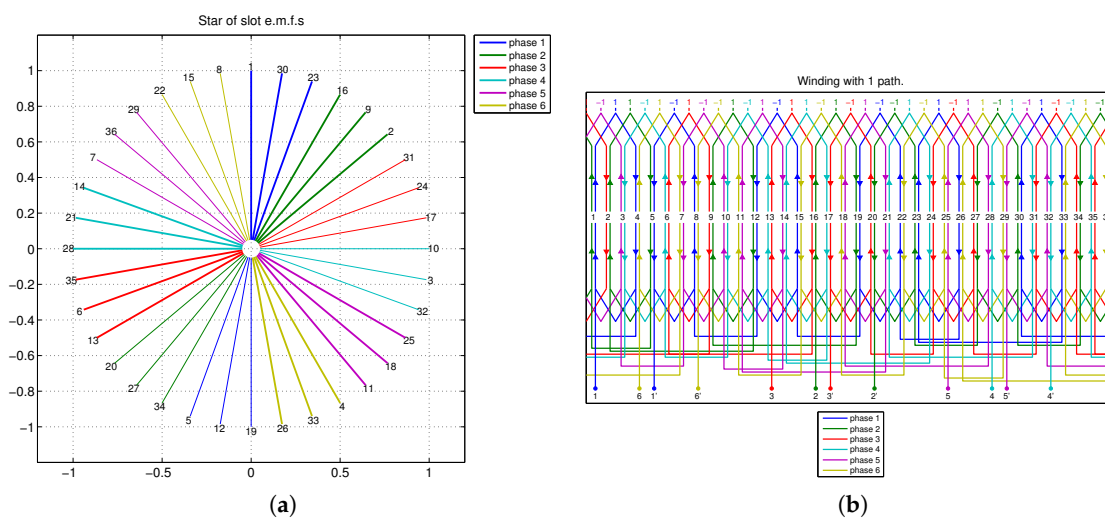 Star of slot e.m.f.s
phase 1
phase 2
phase 3
phase 4
phase 5
phase 6
1
0.8
0.6
0.4
0.2
0
−0.2
−0.4
−0.6
−0.8
−1
−1
−0.5
0
0.5
1
1
30
23
16
9
2
31
24
17
10
3
32
25
18
11
4
33
26
19
12
5
34
27
20
13
6
35
28
21
14
7
36
29
22
15
8
(a)
Winding with 1 path.
1 2 3 4 5 6 7 8 9 10 11 12 13 14 15 16 17 18 19 20 21 22 23 24 25 26 27 28 29 30 31 32 33 34 35
1 6 1' 6' 3 2 3' 2' 5 4 5' 4'
phase 1
phase 2
phase 3
phase 4
phase 5
phase 6
(b)